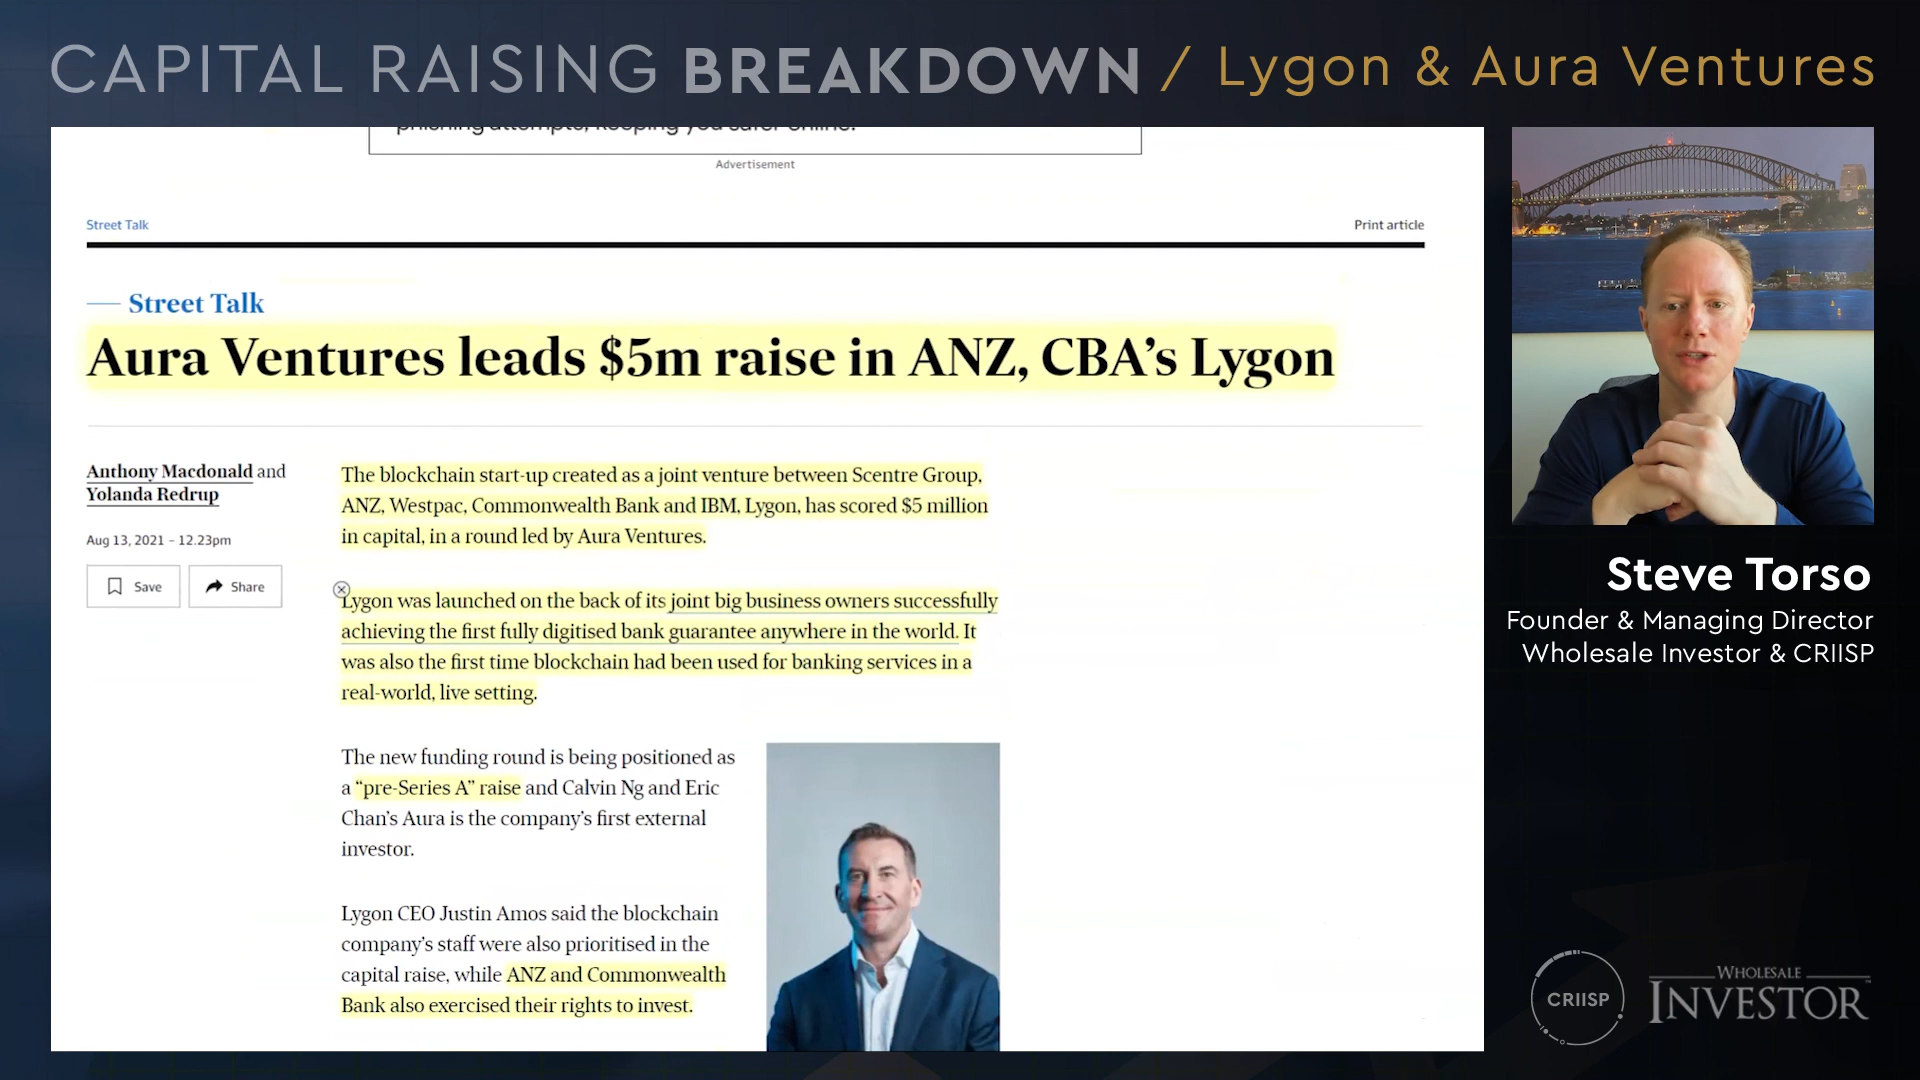 CAPITAL RAISING BREAKDOWN / Lygon & Aura Ventures
phishing attempts, keeping you safer online.
Advertisement
Street Talk
Print article
Street Talk
Aura Ventures leads $5m raise in ANZ, CBA’s Lygon
Anthony Macdonald and
Yolanda Redrup
Aug 13, 2021 – 12.23pm
Save
Share
The blockchain start-up created as a joint venture between Scentre Group,
ANZ, Westpac, Commonwealth Bank and IBM, Lygon, has scored $5 million
in capital, in a round led by Aura Ventures.
Lygon was launched on the back of its joint big business owners successfully
achieving the first fully digitised bank guarantee anywhere in the world. It
was also the first time blockchain had been used for banking services in a
real-world, live setting.
The new funding round is being positioned as
a “pre-Series A” raise and Calvin Ng and Eric
Chan’s Aura is the company’s first external
investor.
Lygon CEO Justin Amos said the blockchain
company’s staff were also prioritised in the
capital raise, while ANZ and Commonwealth
Bank also exercised their rights to invest.
Steve Torso
Founder & Managing Director
Wholesale Investor & CRIISP
CRIISP
WHOLESALE
INVESTOR™